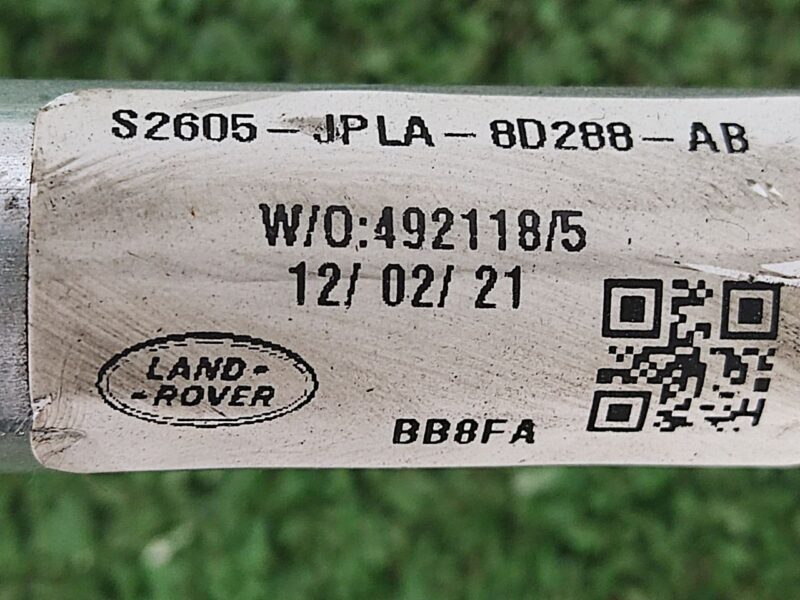 S2605-JPLA-8D288-AB
W/O:492118/5
12/ 02/ 21
LAND-
-ROVER
BB8FA